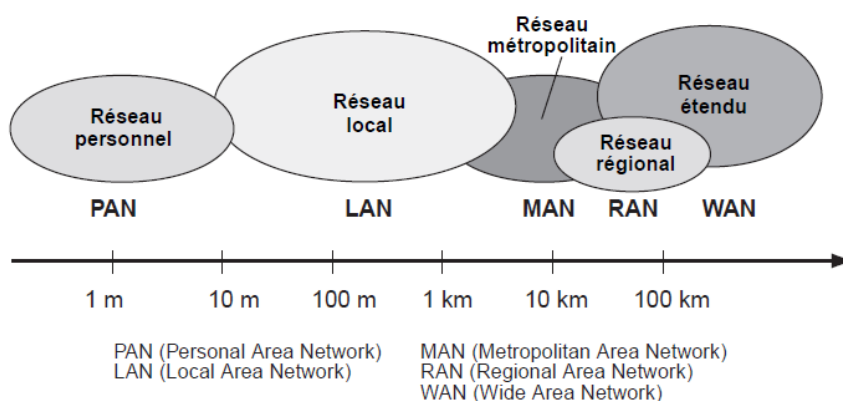 Réseau
métropolitain
Réseau
personnel
Réseau
local
Réseau
étendu
Réseau
régional
PAN LAN MAN RAN WAN
1 m 10 m 100 m 1 km 10 km 100 km
PAN (Personal Area Network)
LAN (Local Area Network)
MAN (Metropolitan Area Network)
RAN (Regional Area Network)
WAN (Wide Area Network)